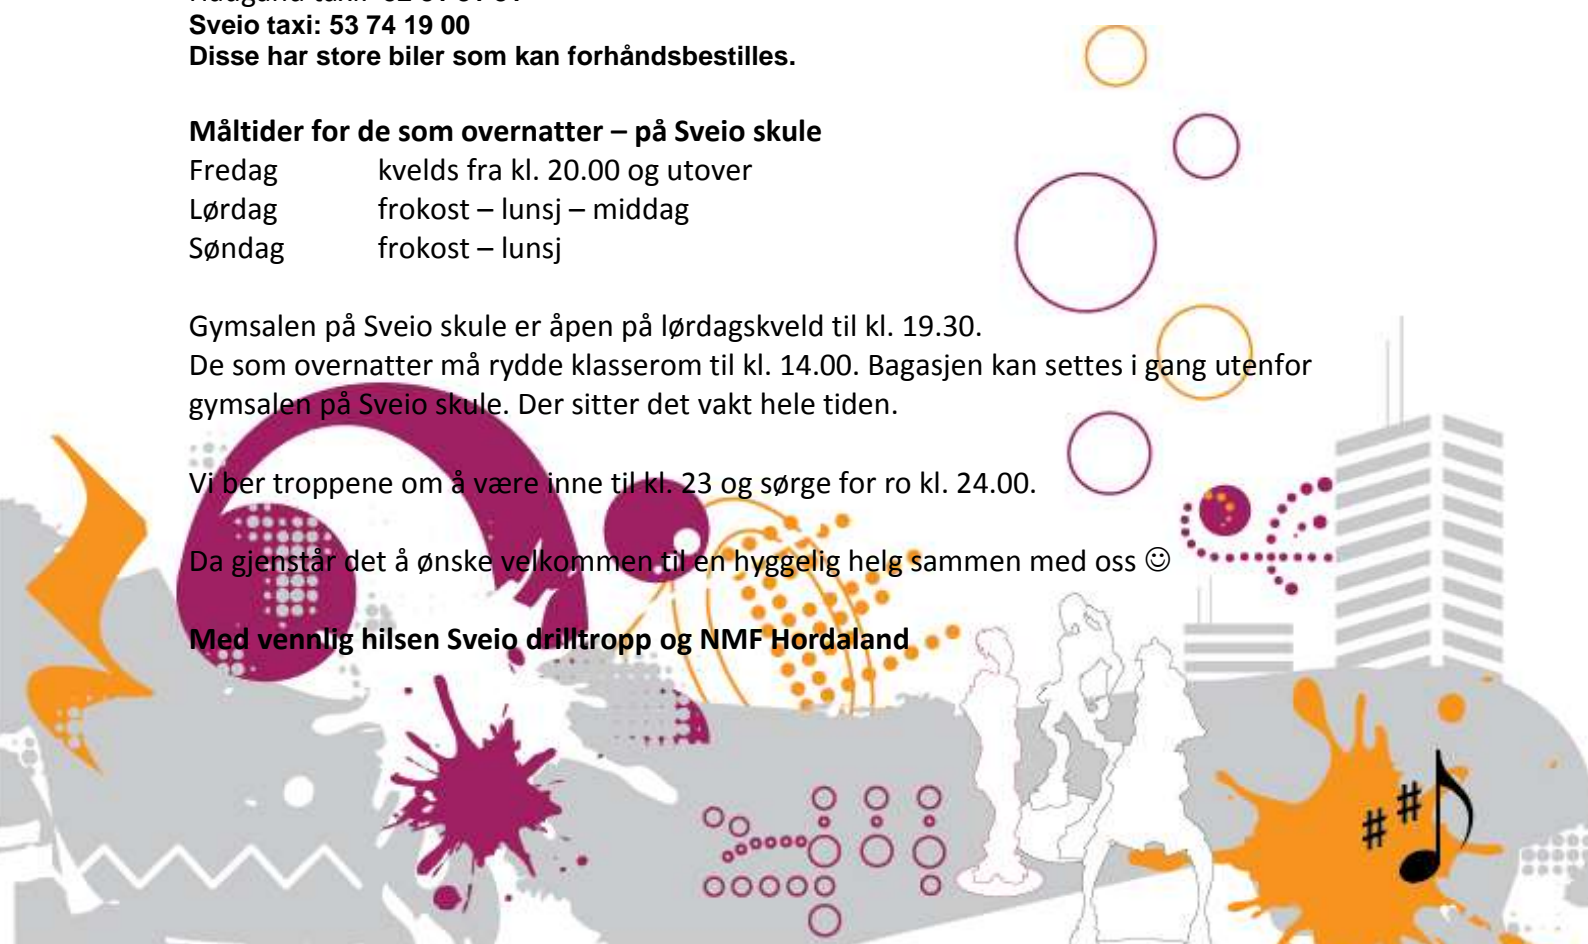 Sveio taxi: 53 74 19 00
Disse har store biler som kan forhåndsbestilles.
Måltider for de som overnatter – på Sveio skule
Fredag kvelds fra kl. 20.00 og utover
Lørdag frokost – lunsj – middag
Søndag frokost – lunsj
Gymsalen på Sveio skule er åpen på lørdagskveld til kl. 19.30.
De som overnatter må rydde klasserom til kl. 14.00. Bagasjen kan settes i gang utenfor
gymsalen på Sveio skule. Der sitter det vakt hele tiden.
Vi ber troppene om å være inne til kl. 23 og sørge for ro kl. 24.00.
Da gjenstår det å ønske velkommen til en hyggelig helg sammen med oss ☺
Med vennlig hilsen Sveio drilltropp og NMF Hordaland